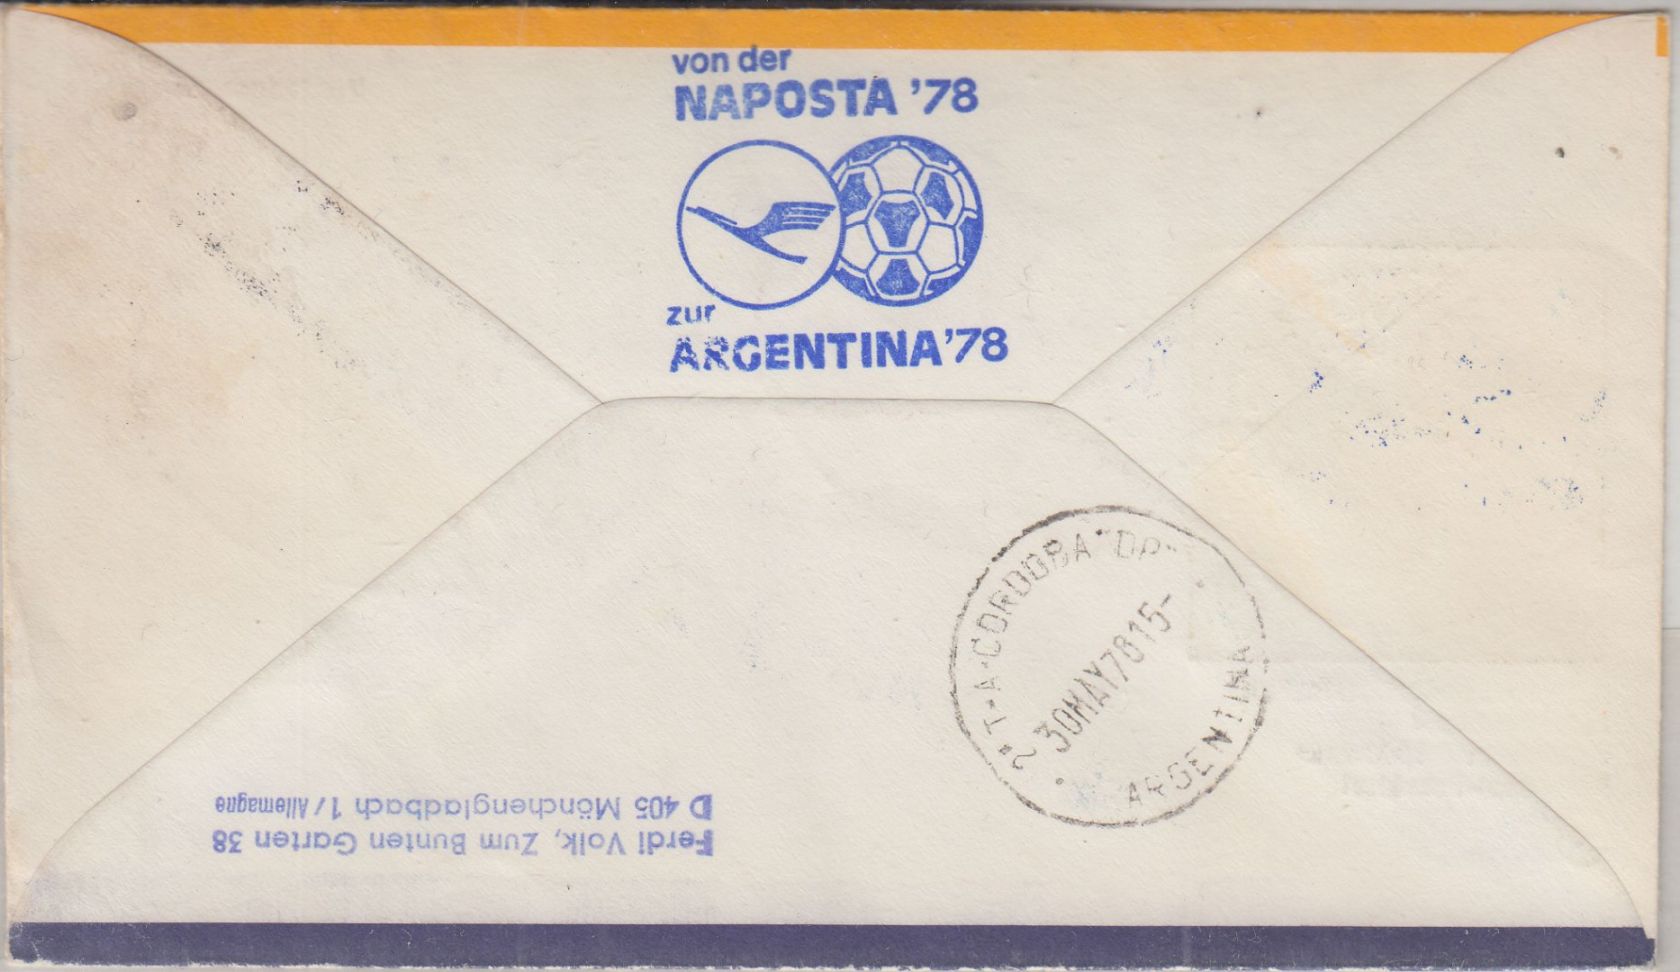 von der
NAPOSTA '78
zur
ARGENTINA '78
2ª T·A·CORDOBA "DP"
30MAY78 15-
ARGENTINA
Ferdi Volk, Zum Bunten Garten 38
D 405 Mönchengladbach 1 / Allemagne